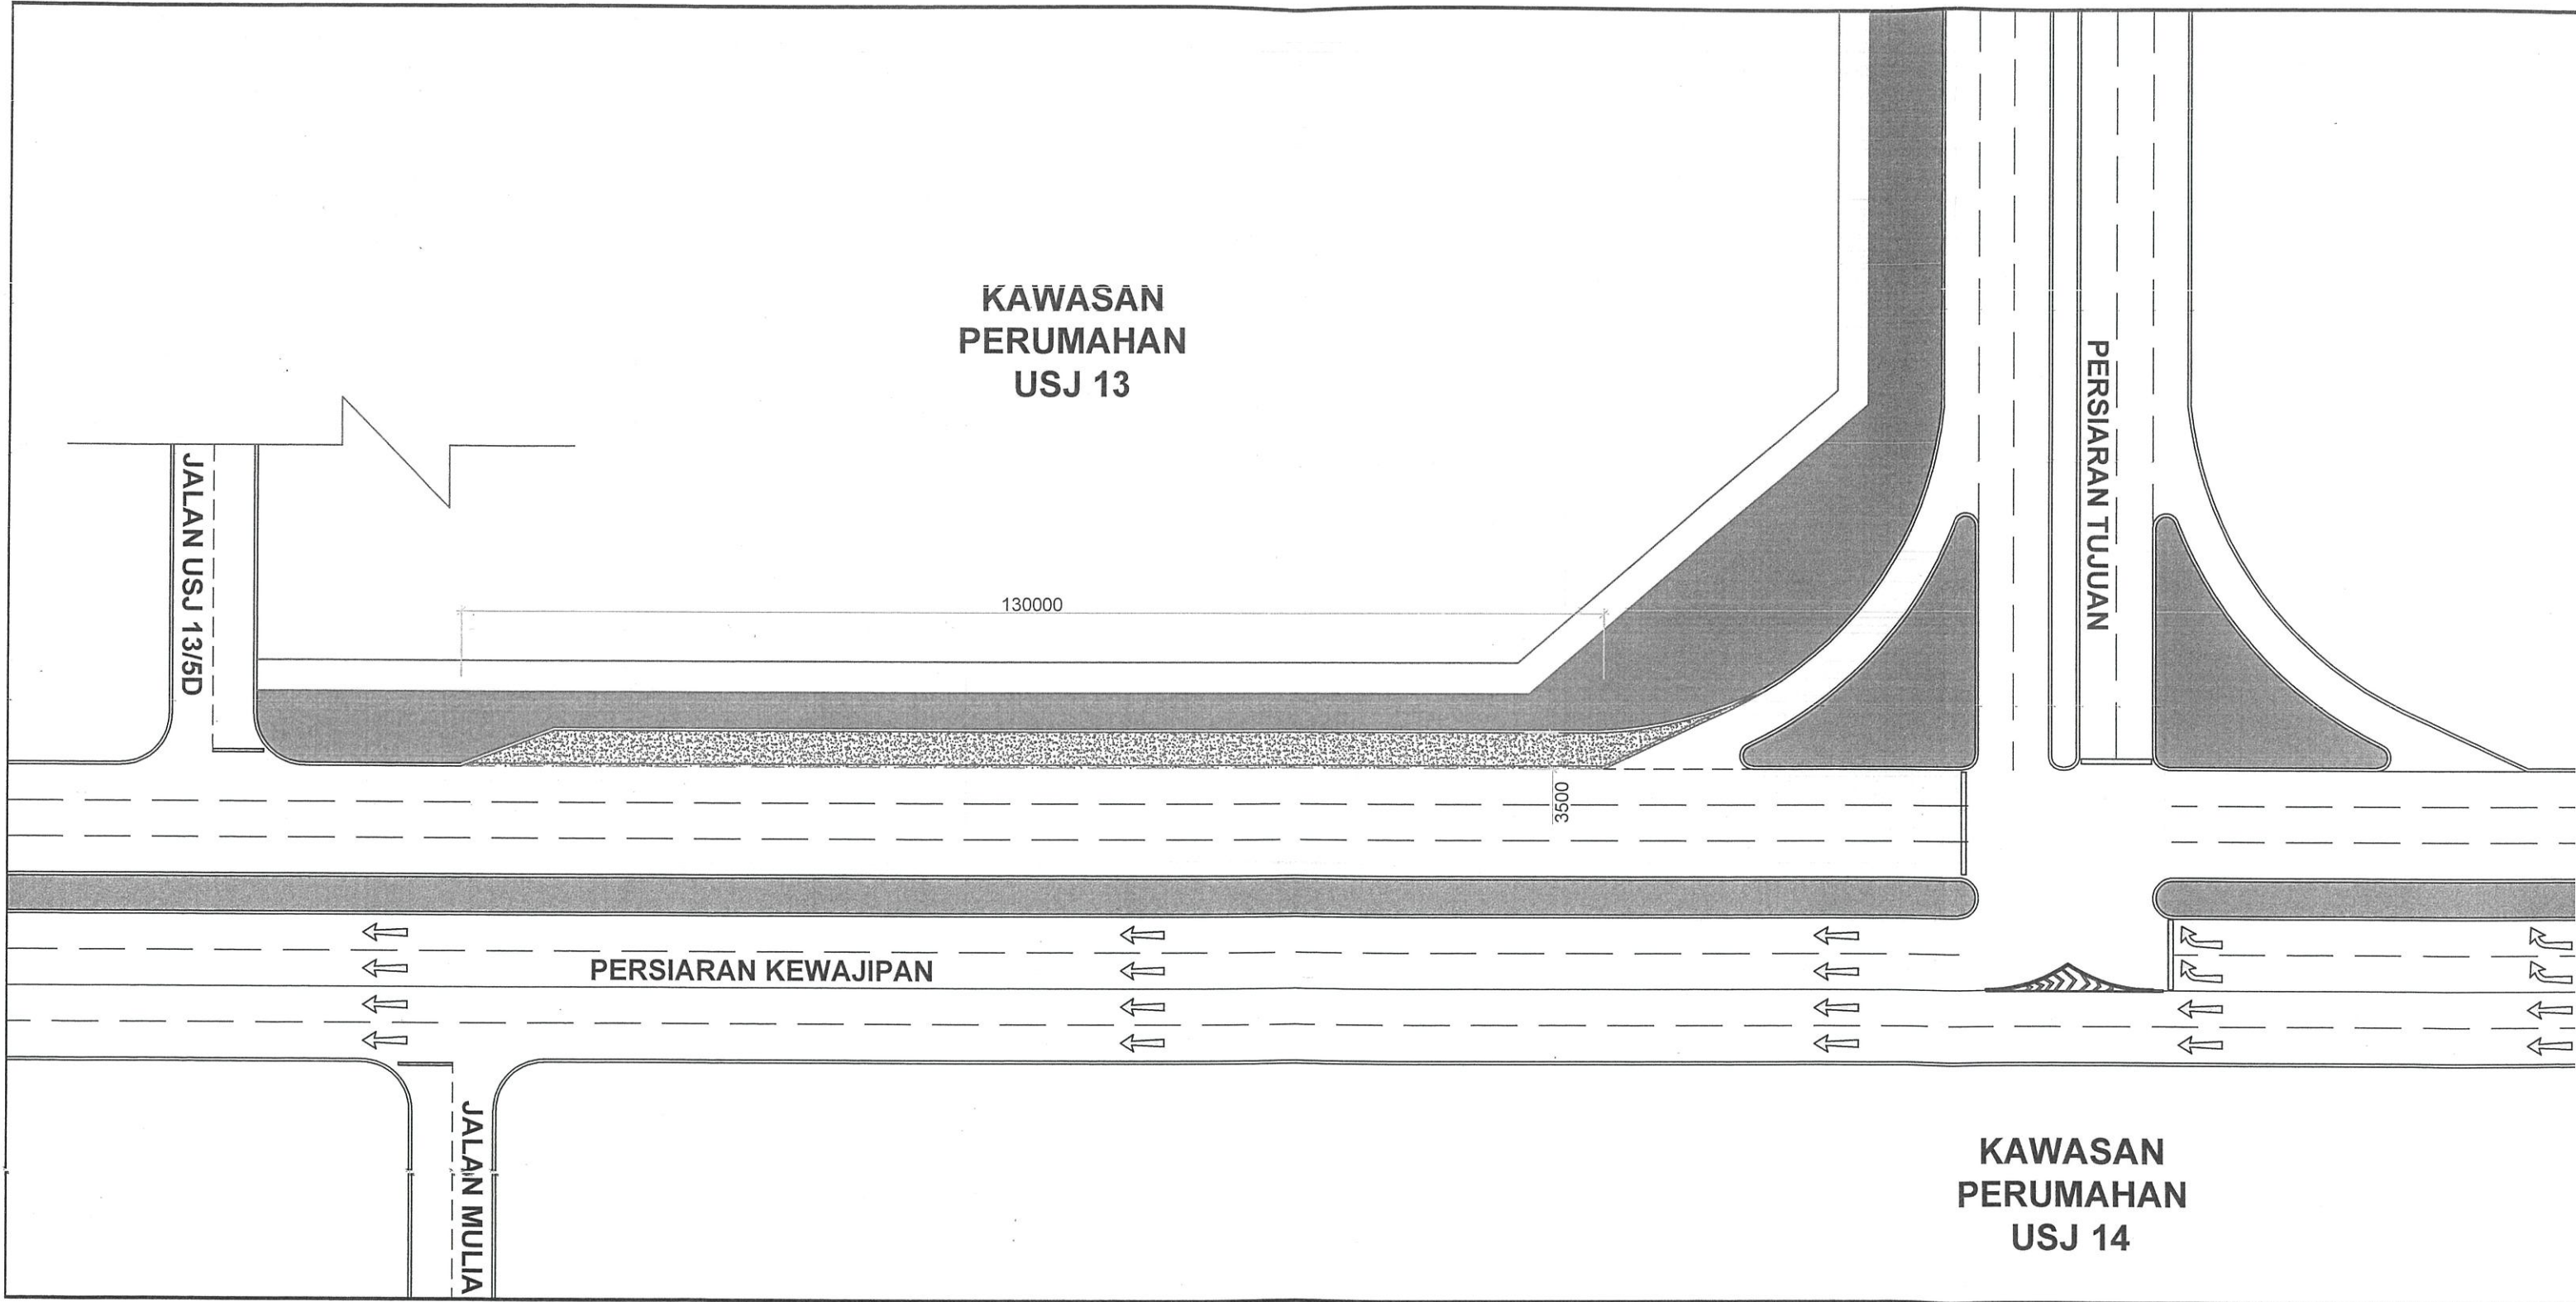 KAWASAN
PERUMAHAN
USJ 13
PERSIARAN TUJUAN
JALAN USJ 13/5D
130000
3500
PERSIARAN KEWAJIPAN
JALAN MULIA
KAWASAN
PERUMAHAN
USJ 14